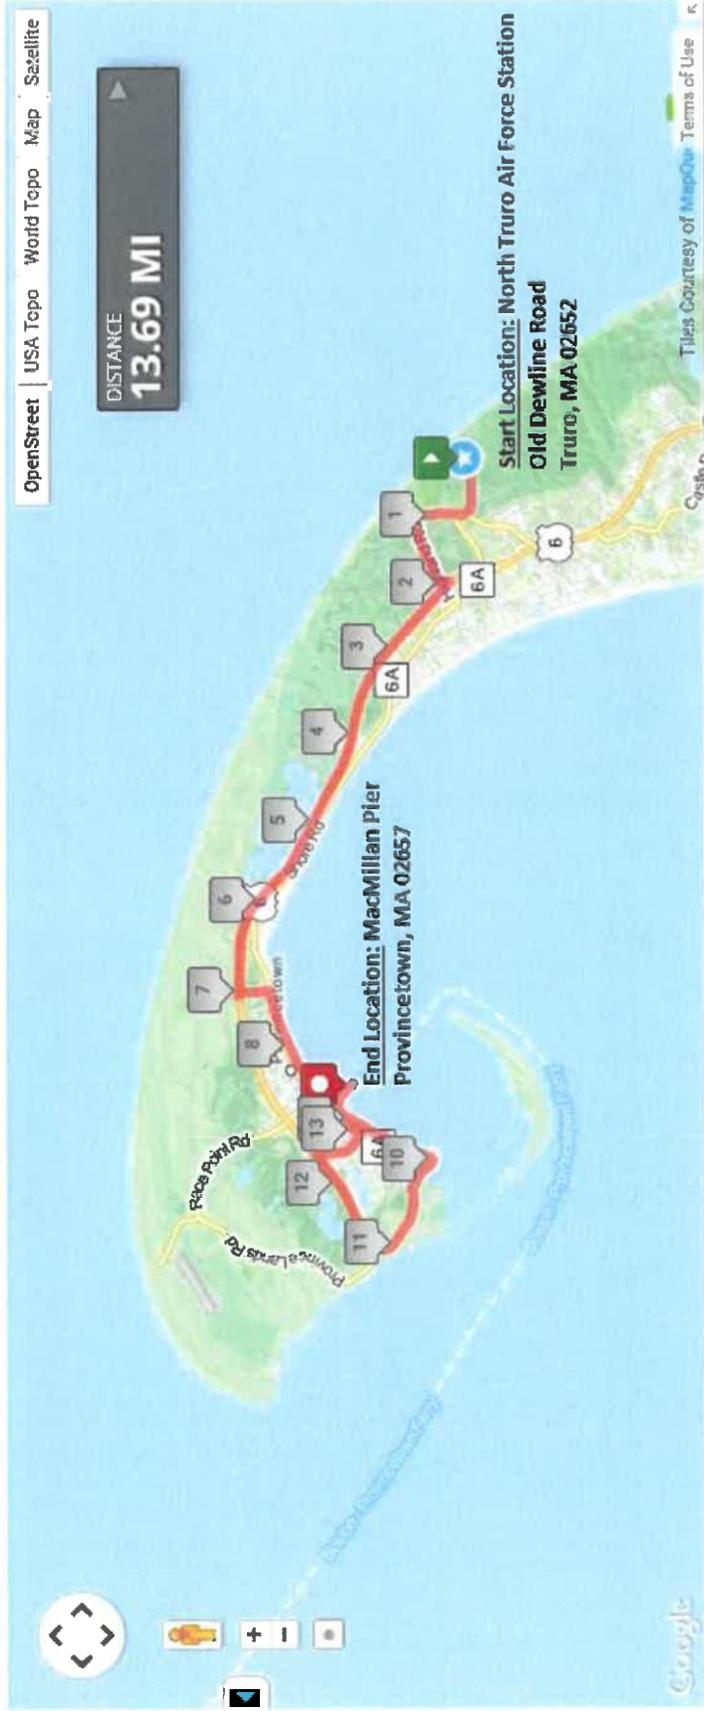 OpenStreet
USA Topo
World Topo
Map
Satellite
DISTANCE
13.69 MI
Start Location: North Truro Air Force Station
Old Dewline Road
Truro, MA 02652
End Location: MacMillan Pier
Provincetown, MA 02657
Race Point Rd
Province Lands Rd
Shore Rd
Provincetown
1
2
3
4
5
6
7
8
10
11
12
13
6A
6A
6A
6
6
Google
Tiles Courtesy of MapQu
Terms of Use